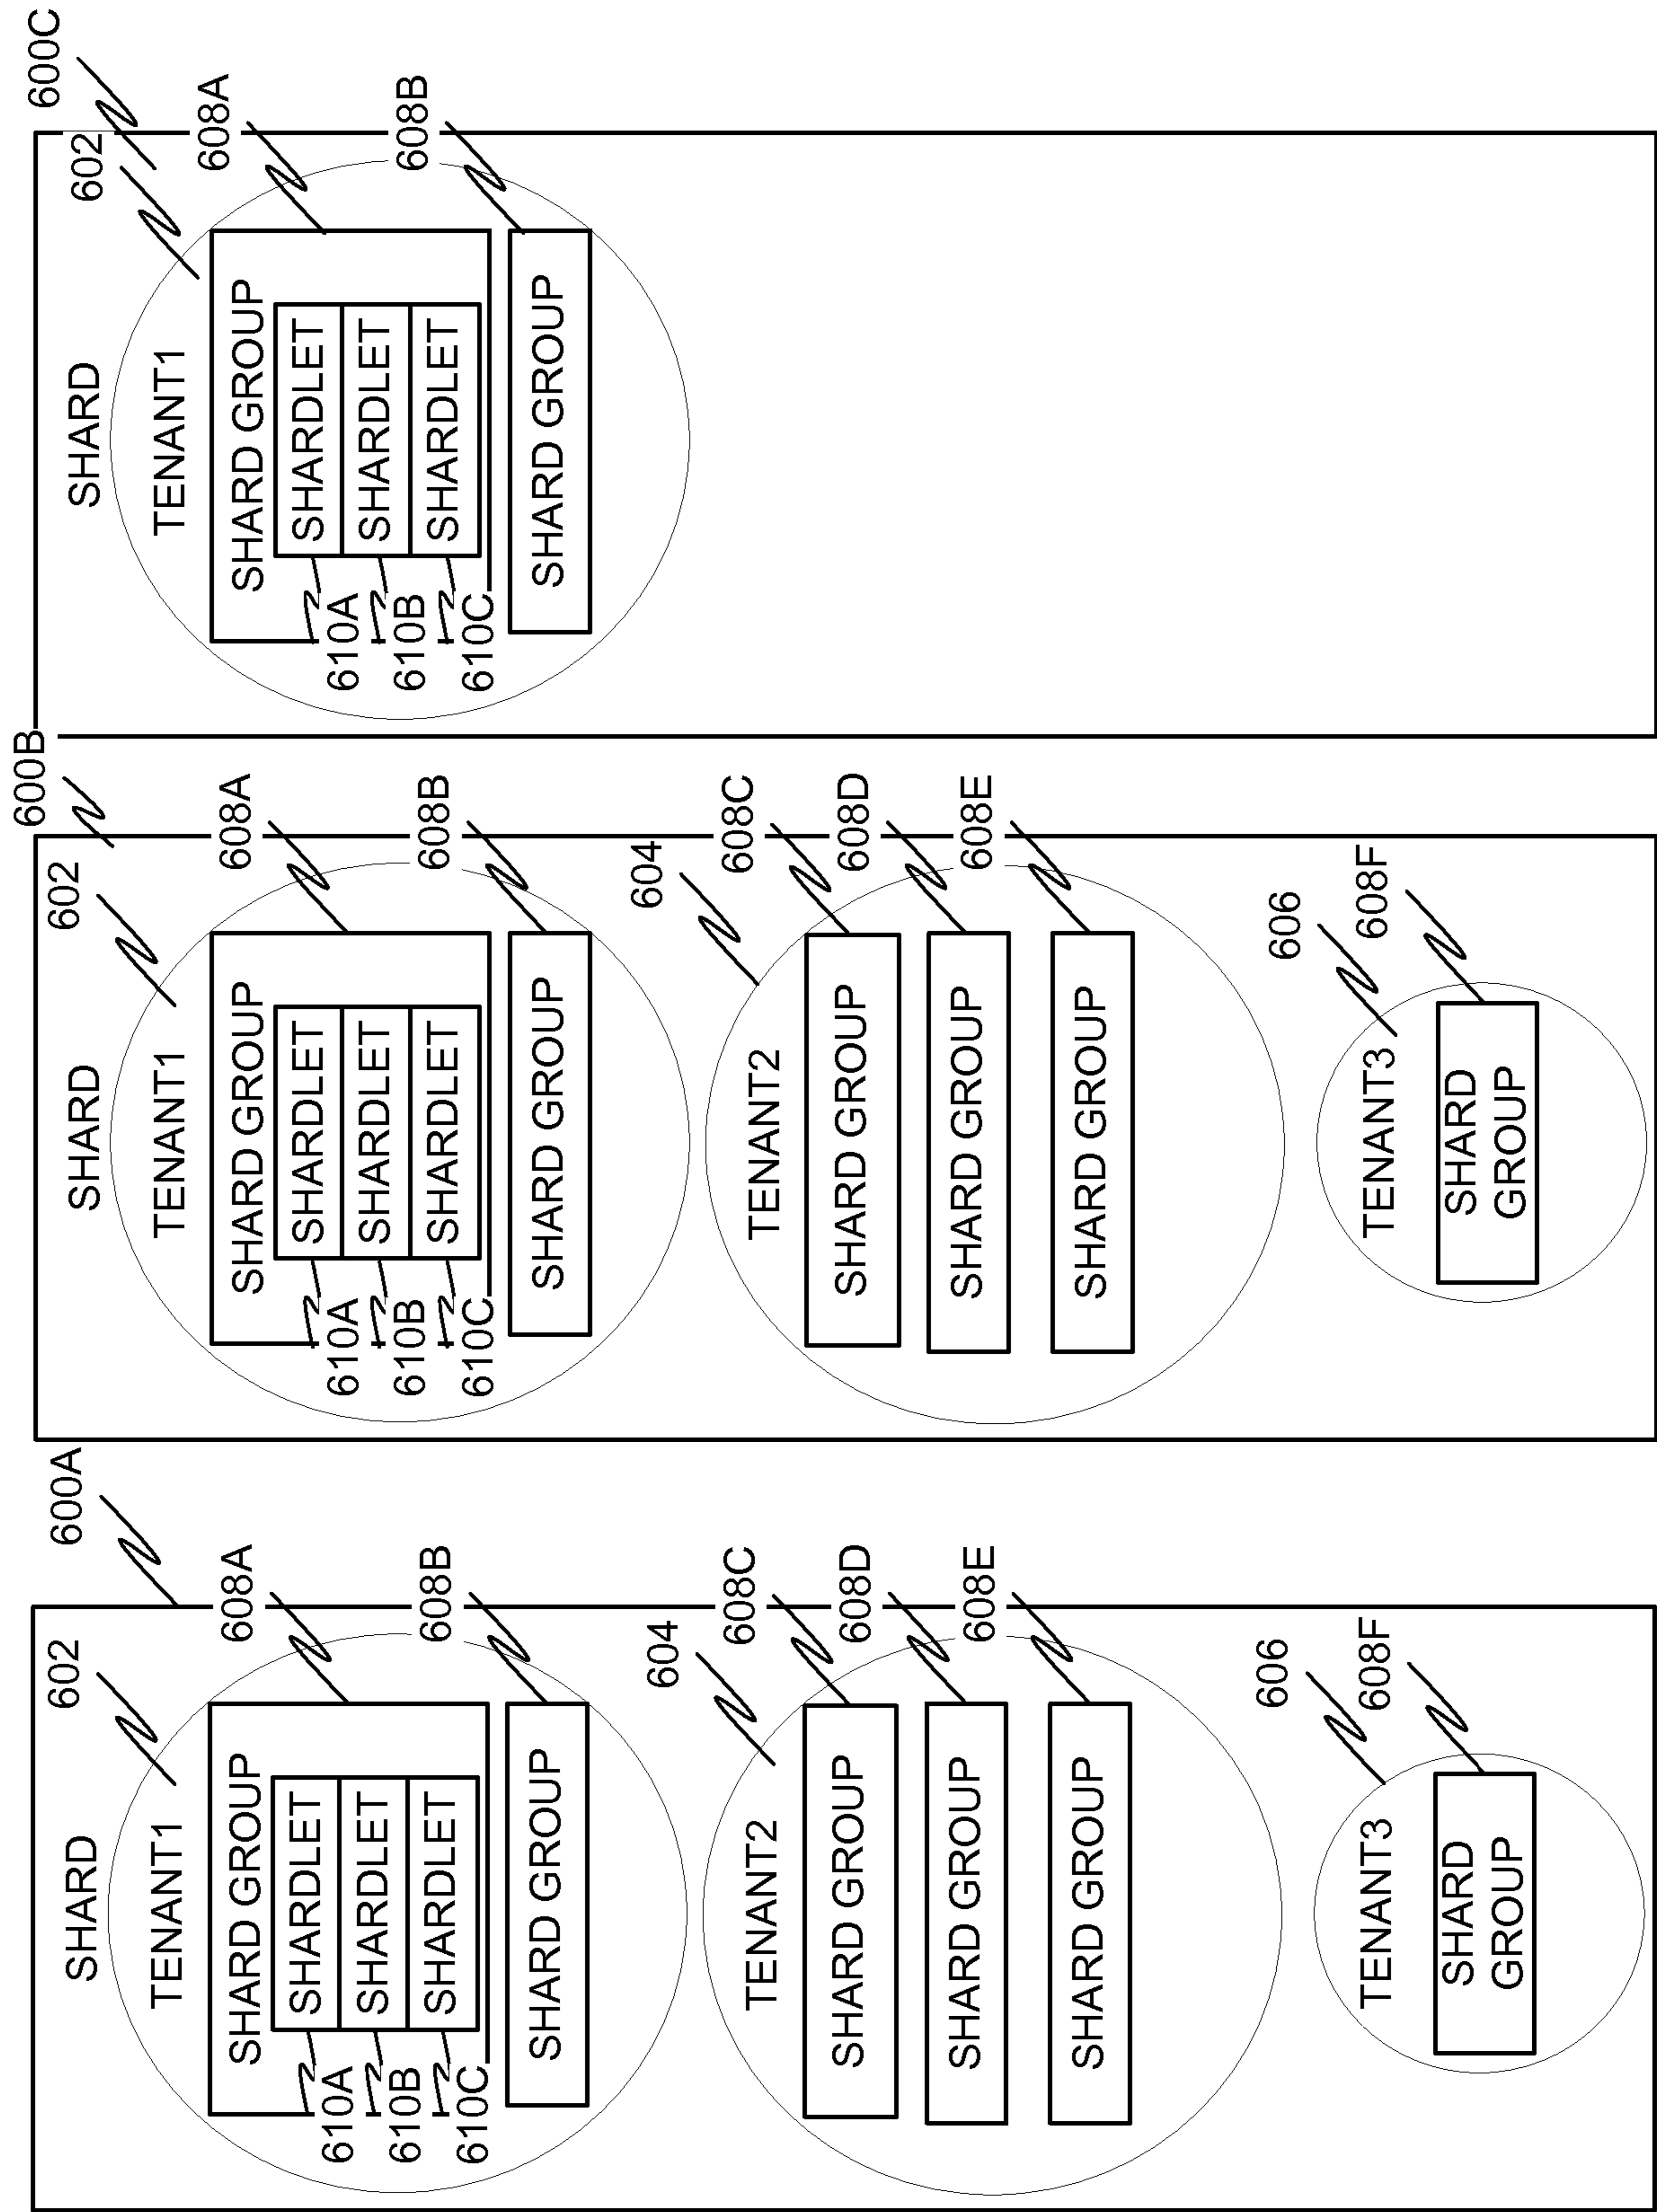 600A
SHARD
602
TENANT1
608A
SHARD GROUP
SHARDLET
610A
SHARDLET
610B
SHARDLET
610C
608B
SHARD GROUP
604
TENANT2
608C
SHARD GROUP
608D
SHARD GROUP
608E
SHARD GROUP
606
TENANT3
608F
SHARD
GROUP
600B
SHARD
602
TENANT1
608A
SHARD GROUP
SHARDLET
610A
SHARDLET
610B
SHARDLET
610C
608B
SHARD GROUP
604
TENANT2
608C
SHARD GROUP
608D
SHARD GROUP
608E
SHARD GROUP
606
TENANT3
608F
SHARD
GROUP
600C
SHARD
602
TENANT1
608A
SHARD GROUP
SHARDLET
610A
SHARDLET
610B
SHARDLET
610C
608B
SHARD GROUP